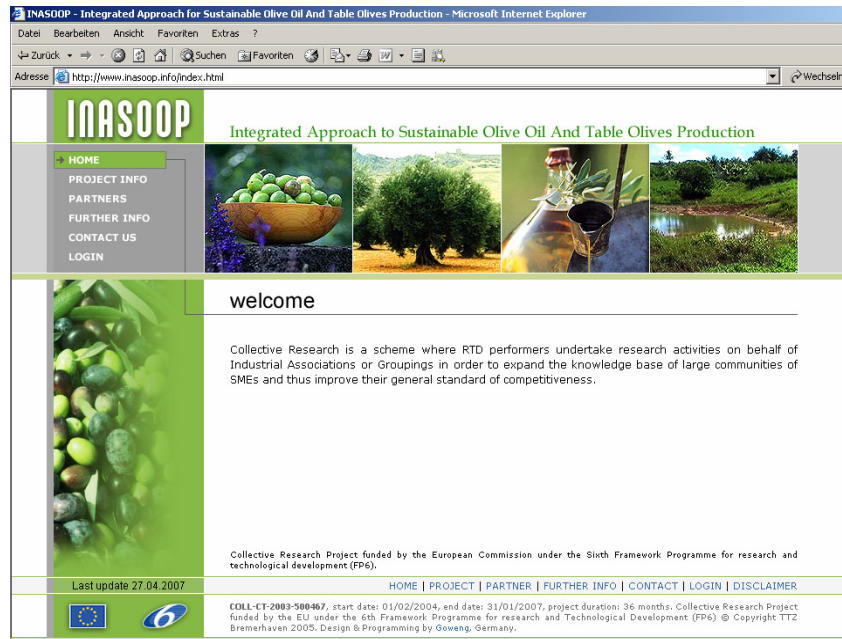 INASOOP - Integrated Approach for Sustainable Olive Oil And Table Olives Production - Microsoft Internet Explorer
Datei Bearbeiten Ansicht Favoriten Extras ?
Zurück Suchen Favoriten
Adresse http://www.inasoop.info/index.html Wechseln
INASOOP
Integrated Approach to Sustainable Olive Oil And Table Olives Production
HOME
PROJECT INFO
PARTNERS
FURTHER INFO
CONTACT US
LOGIN
welcome
Collective Research is a scheme where RTD performers undertake research activities on behalf of
Industrial Associations or Groupings in order to expand the knowledge base of large communities of
SMEs and thus improve their general standard of competitiveness.
Collective Research Project funded by the European Commission under the Sixth Framework Programme for research and
technological development (FP6).
Last update 27.04.2007
HOME | PROJECT | PARTNER | FURTHER INFO | CONTACT | LOGIN | DISCLAIMER
6
COLL-CT-2003-500467, start date: 01/02/2004, end date: 31/01/2007, project duration: 36 months. Collective Research Project
funded by the EU under the 6th Framework Programme for research and Technological Development (FP6) © Copyright TTZ
Bremerhaven 2005. Design & Programming by Goweng, Germany.